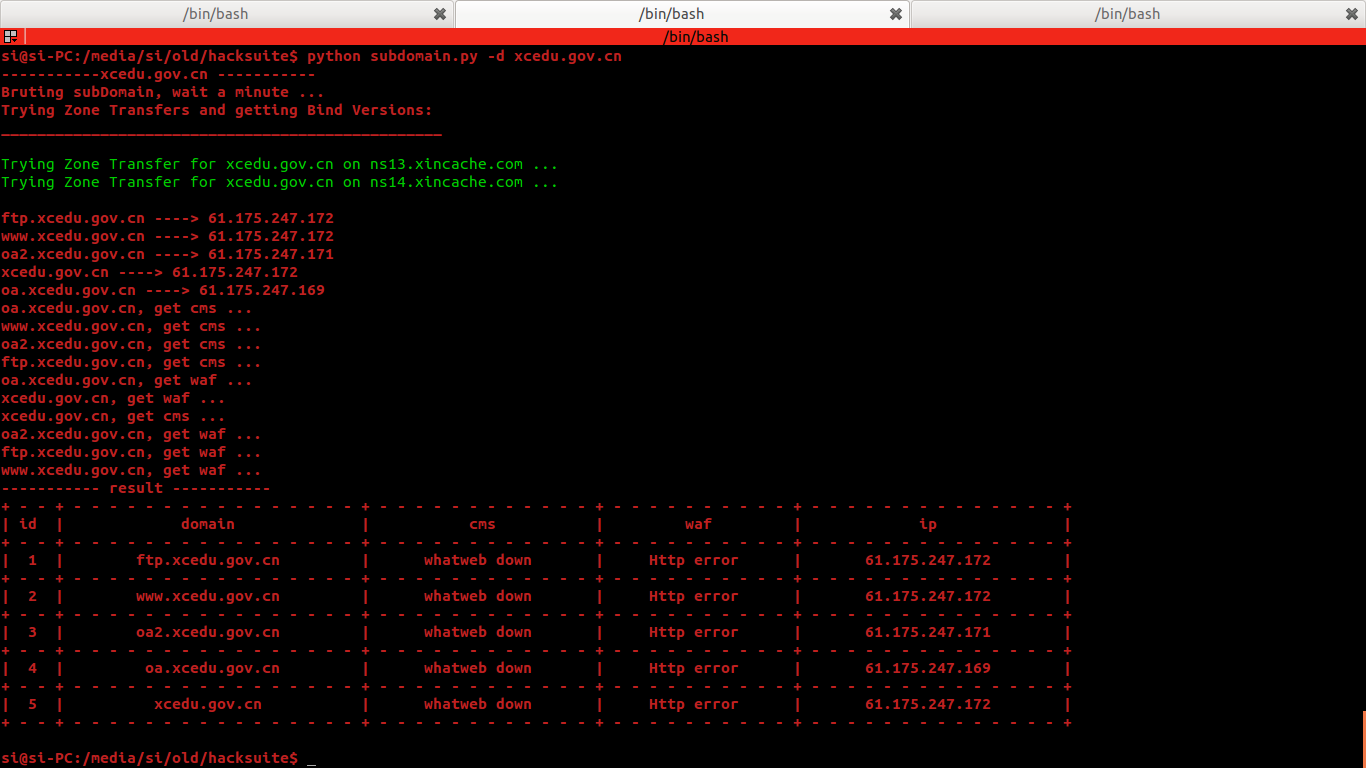 /bin/bash /bin/bash /bin/bash
/bin/bash
si@si-PC:/media/si/old/hacksuite$ python subdomain.py -d xcedu.gov.cn
-----------xcedu.gov.cn -----------
Bruting subDomain, wait a minute ...
Trying Zone Transfers and getting Bind Versions:
_________________________________________________
Trying Zone Transfer for xcedu.gov.cn on ns13.xincache.com ...
Trying Zone Transfer for xcedu.gov.cn on ns14.xincache.com ...
ftp.xcedu.gov.cn ----> 61.175.247.172
www.xcedu.gov.cn ----> 61.175.247.172
oa2.xcedu.gov.cn ----> 61.175.247.171
xcedu.gov.cn ----> 61.175.247.172
oa.xcedu.gov.cn ----> 61.175.247.169
oa.xcedu.gov.cn, get cms ...
www.xcedu.gov.cn, get cms ...
oa2.xcedu.gov.cn, get cms ...
ftp.xcedu.gov.cn, get cms ...
oa.xcedu.gov.cn, get waf ...
xcedu.gov.cn, get waf ...
xcedu.gov.cn, get cms ...
oa2.xcedu.gov.cn, get waf ...
ftp.xcedu.gov.cn, get waf ...
www.xcedu.gov.cn, get waf ...
----------- result -----------
| id | domain | cms | waf | ip |
| 1 | ftp.xcedu.gov.cn | whatweb down | Http error | 61.175.247.172 |
| 2 | www.xcedu.gov.cn | whatweb down | Http error | 61.175.247.172 |
| 3 | oa2.xcedu.gov.cn | whatweb down | Http error | 61.175.247.171 |
| 4 | oa.xcedu.gov.cn | whatweb down | Http error | 61.175.247.169 |
| 5 | xcedu.gov.cn | whatweb down | Http error | 61.175.247.172 |
si@si-PC:/media/si/old/hacksuite$ _